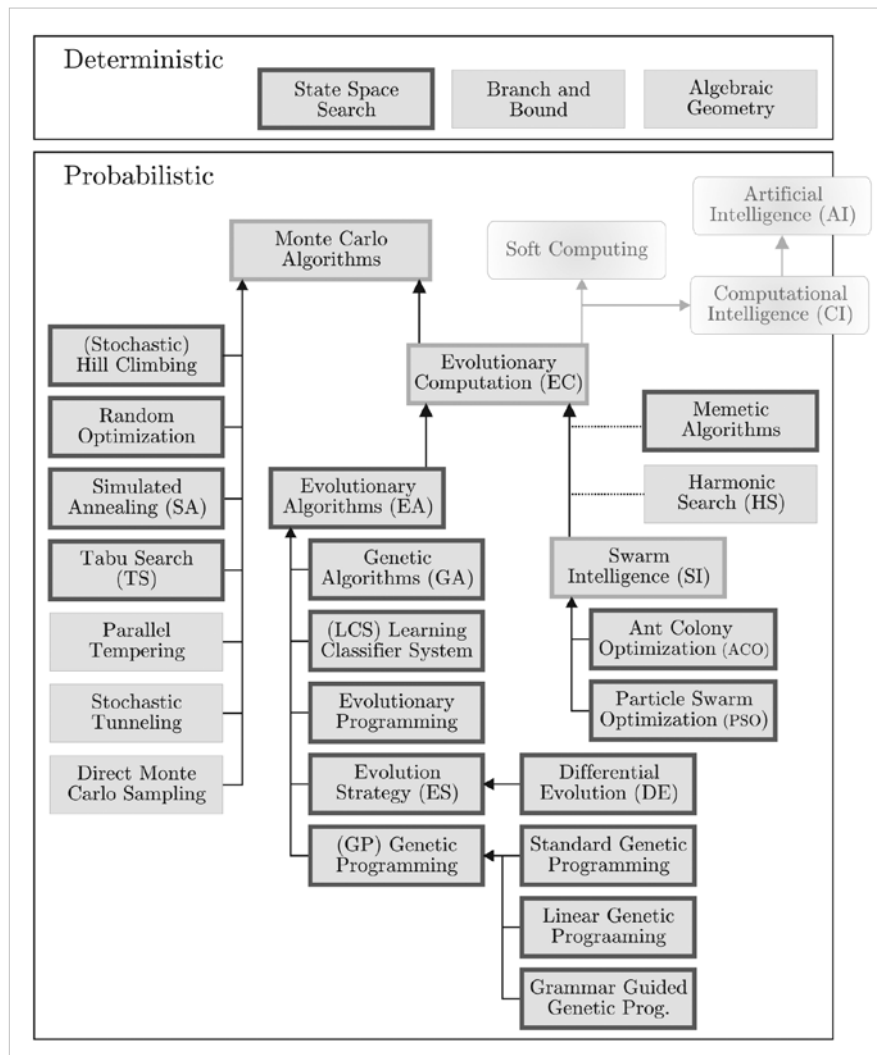 Deterministic
State Space
Search
Branch and
Bound
Algebraic
Geometry
Probabilistic
Artificial
Intelligence (AI)
Monte Carlo
Algorithms
Soft Computing
Computational
Intelligence (CI)
(Stochastic)
Hill Climbing
Evolutionary
Computation (EC)
Random
Optimization
Memetic
Algorithms
Simulated
Annealing (SA)
Evolutionary
Algorithms (EA)
Harmonic
Search (HS)
Tabu Search
(TS)
Genetic
Algorithms (GA)
Swarm
Intelligence (SI)
Parallel
Tempering
(LCS) Learning
Classifier System
Ant Colony
Optimization (ACO)
Stochastic
Tunneling
Evolutionary
Programming
Particle Swarm
Optimization (PSO)
Direct Monte
Carlo Sampling
Evolution
Strategy (ES)
Differential
Evolution (DE)
(GP) Genetic
Programming
Standard Genetic
Programming
Linear Genetic
Prograaming
Grammar Guided
Genetic Prog.